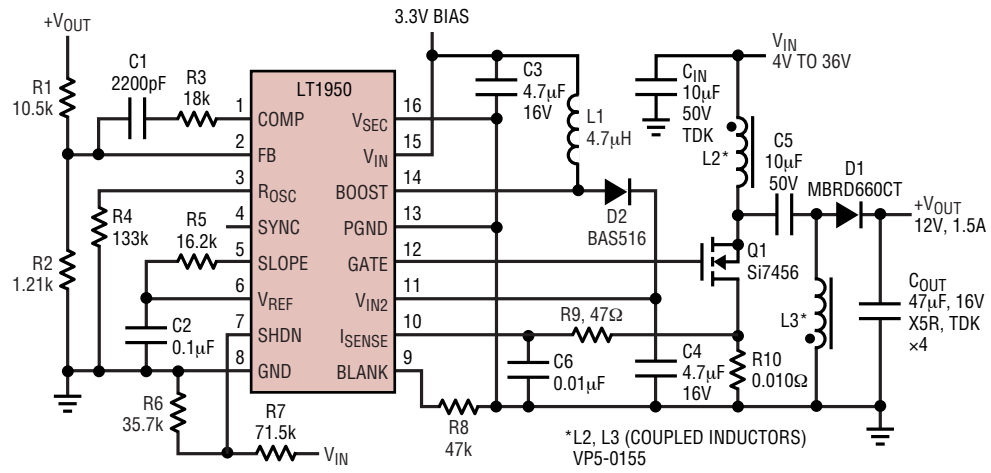 +VOUT
R1
10.5k
C1
2200pF
R3
18k
R2
1.21k
R4
133k
R5
16.2k
C2
0.1µF
R6
35.7k
R7
71.5k
VIN
LT1950
1
COMP
2
FB
3
ROSC
4
SYNC
5
SLOPE
6
VREF
7
SHDN
8
GND
16
VSEC
15
VIN
14
BOOST
13
PGND
12
GATE
11
VIN2
10
ISENSE
9
BLANK
3.3V BIAS
C3
4.7µF
16V
L1
4.7µH
D2
BAS516
R9, 47Ω
C6
0.01µF
R8
47k
C4
4.7µF
16V
CIN
10µF
50V
TDK
VIN
4V TO 36V
L2*
C5
10µF
50V
D1
MBRD660CT
+VOUT
12V, 1.5A
Q1
Si7456
L3*
COUT
47µF, 16V
X5R, TDK
×4
R10
0.010Ω
*L2, L3 (COUPLED INDUCTORS)
VP5-0155